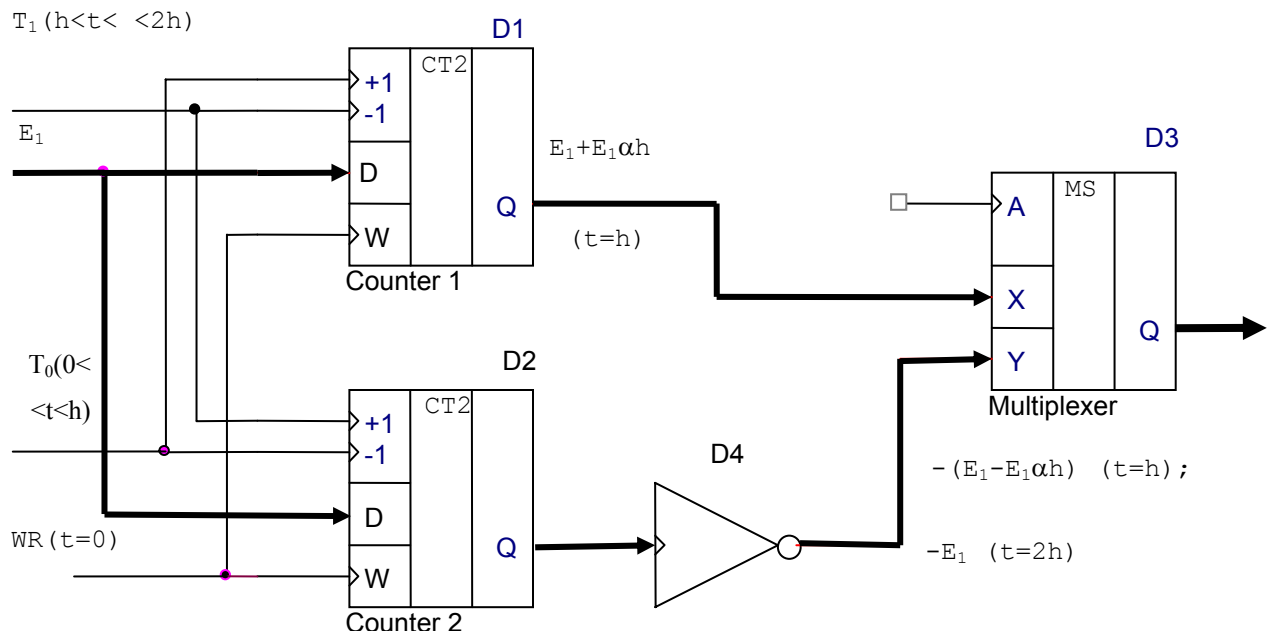 T₁(h<t< <2h)
D1
CT2
+1
-1
E₁
D
Q
W
Counter 1
E₁+E₁αh
(t=h)
D3
MS
A
X
Q
Y
Multiplexer
T₀(0<
<t<h)
D2
CT2
+1
-1
D
Q
W
Counter 2
WR(t=0)
D4
-(E₁-E₁αh) (t=h);
-E₁ (t=2h)